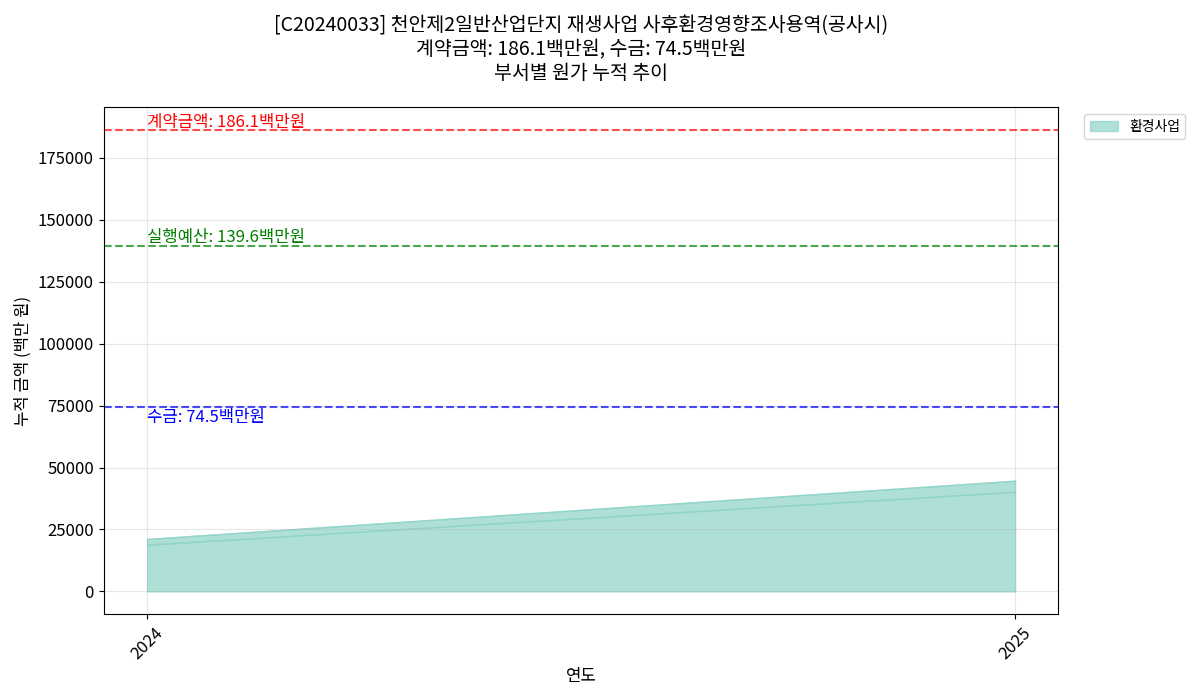 [C20240033] 천안제2일반산업단지 재생사업 사후환경영향조사용역(공사시)
계약금액: 186.1백만원, 수금: 74.5백만원
부서별 원가 누적 추이
계약금액: 186.1백만원
환경사업
175000
150000
실행예산: 139.6백만원
125000
100000
75000
수금: 74.5백만원
50000
25000
0
누적 금액 (백만 원)
2024
2025
연도